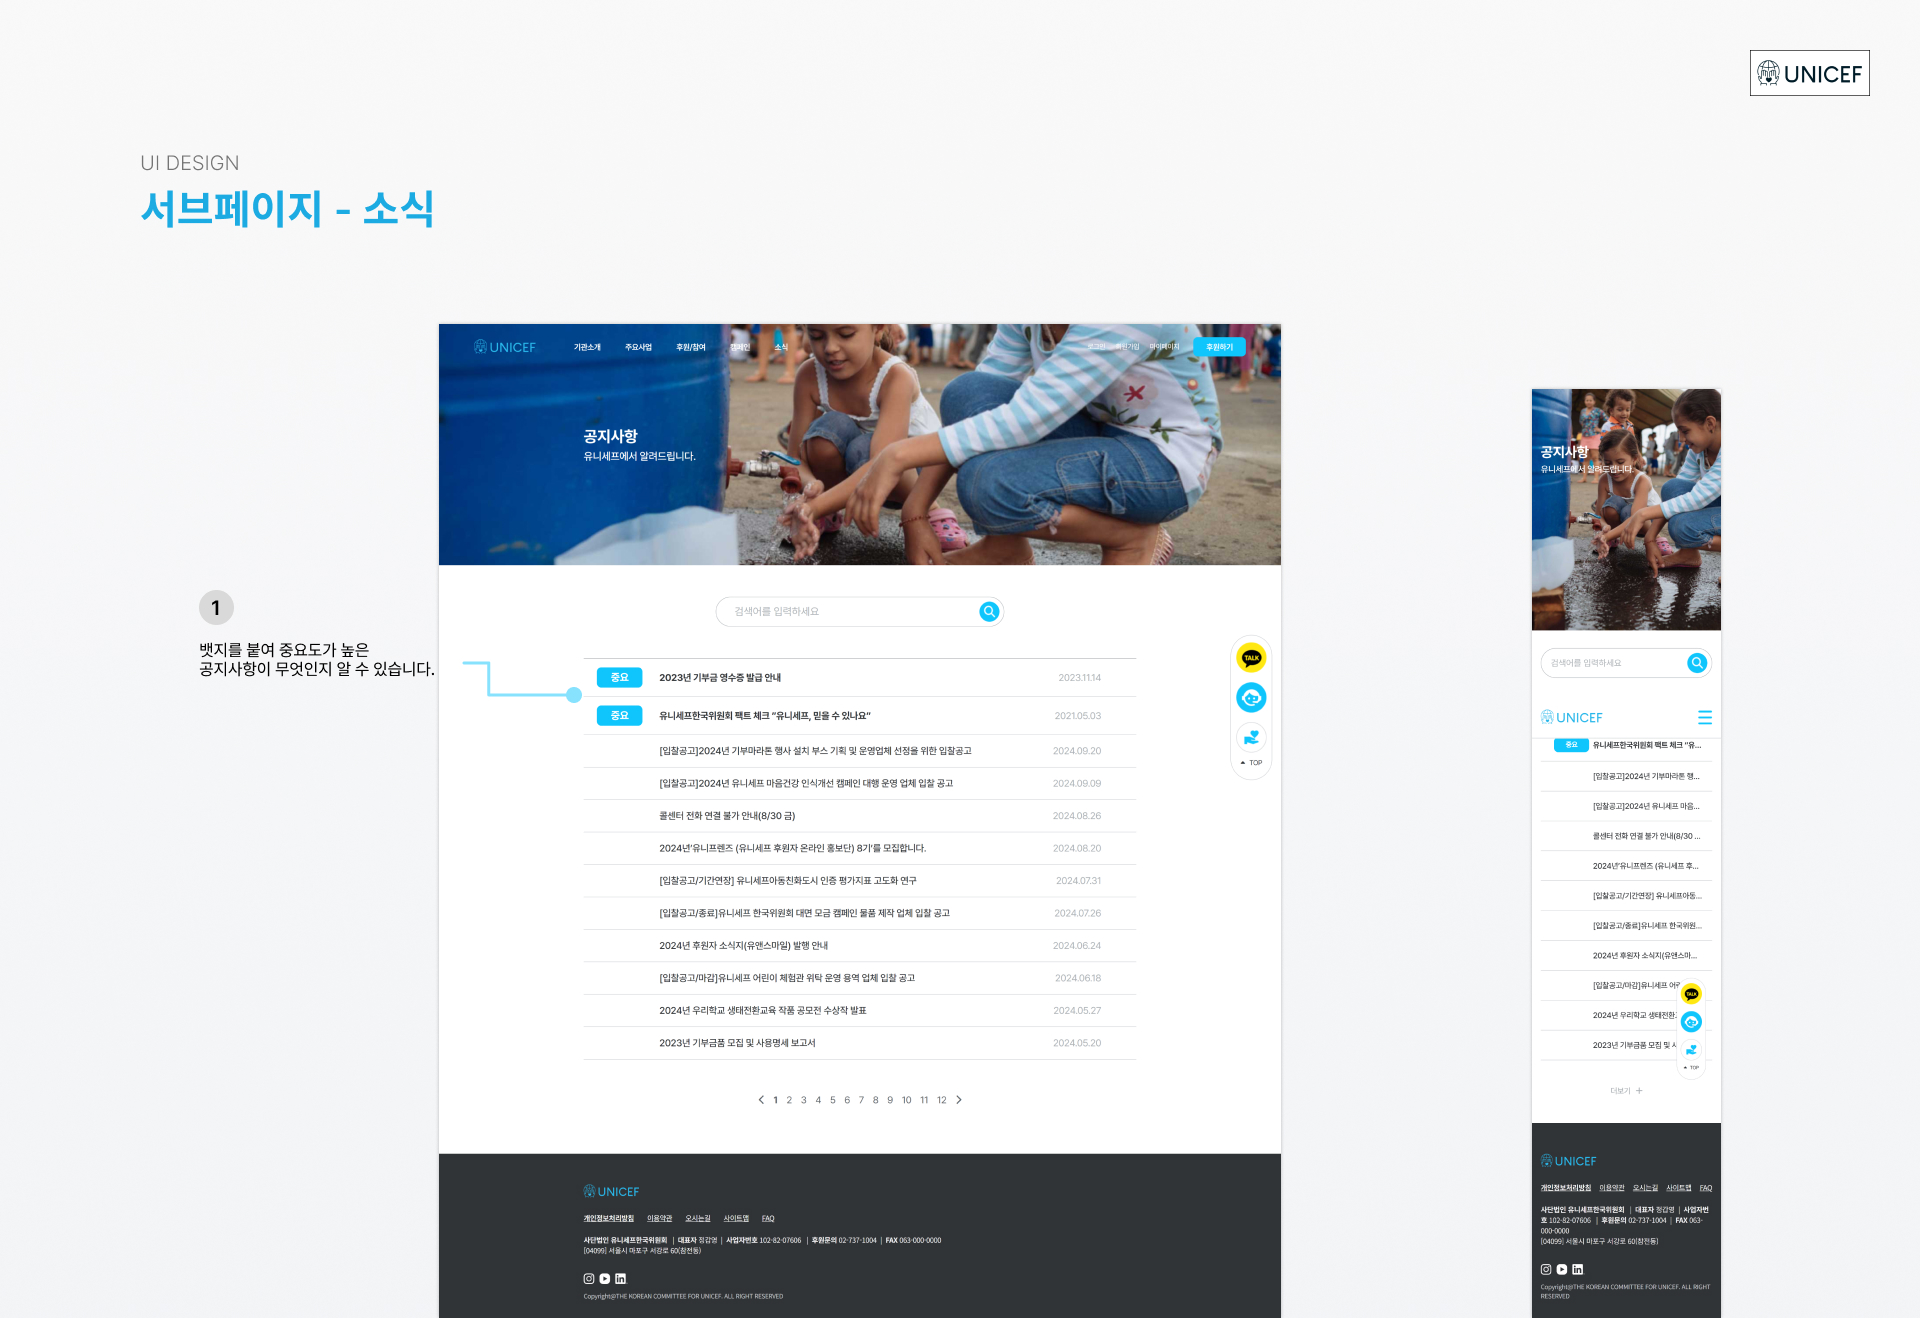 UNICEF
UI DESIGN
서브페이지 - 소식
1
뱃지를 붙여 중요도가 높은
공지사항이 무엇인지 알 수 있습니다.
UNICEF 기관소개 주요사업 후원/참여 캠페인 소식 로그인 회원가입 마이페이지 후원하기
공지사항
유니세프에서 알려드립니다.
검색어를 입력하세요
중요 2023년 기부금 영수증 발급 안내 2023.11.14
중요 유니세프한국위원회 팩트 체크 “유니세프, 믿을 수 있나요” 2021.05.03
[입찰공고]2024년 기부마라톤 행사 설치 부스 기획 및 운영업체 선정을 위한 입찰공고 2024.09.20
[입찰공고]2024년 유니세프 마음건강 인식개선 캠페인 대행 운영 업체 입찰 공고 2024.09.09
콜센터 전화 연결 불가 안내(8/30 금) 2024.08.26
2024년‘유니프렌즈 (유니세프 후원자 온라인 홍보단) 8기’를 모집합니다. 2024.08.20
[입찰공고/기간연장] 유니세프아동친화도시 인증 평가지표 고도화 연구 2024.07.31
[입찰공고/종료]유니세프 한국위원회 대면 모금 캠페인 물품 제작 업체 입찰 공고 2024.07.26
2024년 후원자 소식지(유앤스마일) 발행 안내 2024.06.24
[입찰공고/마감]유니세프 어린이 체험관 위탁 운영 용역 업체 입찰 공고 2024.06.18
2024년 우리학교 생태전환교육 작품 공모전 수상작 발표 2024.05.27
2023년 기부금품 모집 및 사용명세 보고서 2024.05.20
TALK
TOP
1 2 3 4 5 6 7 8 9 10 11 12
UNICEF
개인정보처리방침 이용약관 오시는길 사이트맵 FAQ
사단법인 유니세프한국위원회 | 대표자 정갑영 | 사업자번호 102-82-07606 | 후원문의 02-737-1004 | FAX 063-000-0000
[04099] 서울시 마포구 서강로 60(창전동)
Copyright@THE KOREAN COMMITTEE FOR UNICEF. ALL RIGHT RESERVED
공지사항
유니세프에서 알려드립니다.
검색어를 입력하세요
UNICEF
중요 유니세프한국위원회 팩트 체크 “유...
[입찰공고]2024년 기부마라톤 행...
[입찰공고]2024년 유니세프 마음...
콜센터 전화 연결 불가 안내(8/30 ...
2024년‘유니프렌즈 (유니세프 후...
[입찰공고/기간연장] 유니세프아동...
[입찰공고/종료]유니세프 한국위원...
2024년 후원자 소식지(유앤스마...
[입찰공고/마감]유니세프
2024년 우리학교 생태전환
2023년 기부금품 모집 및
TALK
TOP
더보기 +
UNICEF
개인정보처리방침 이용약관 오시는길 사이트맵 FAQ
사단법인 유니세프한국위원회 | 대표자 정갑영 | 사업자번
호 102-82-07606 | 후원문의 02-737-1004 | FAX 063-
000-0000
[04099] 서울시 마포구 서강로 60(창전동)
Copyright@THE KOREAN COMMITTEE FOR UNICEF. ALL RIGHT
RESERVED